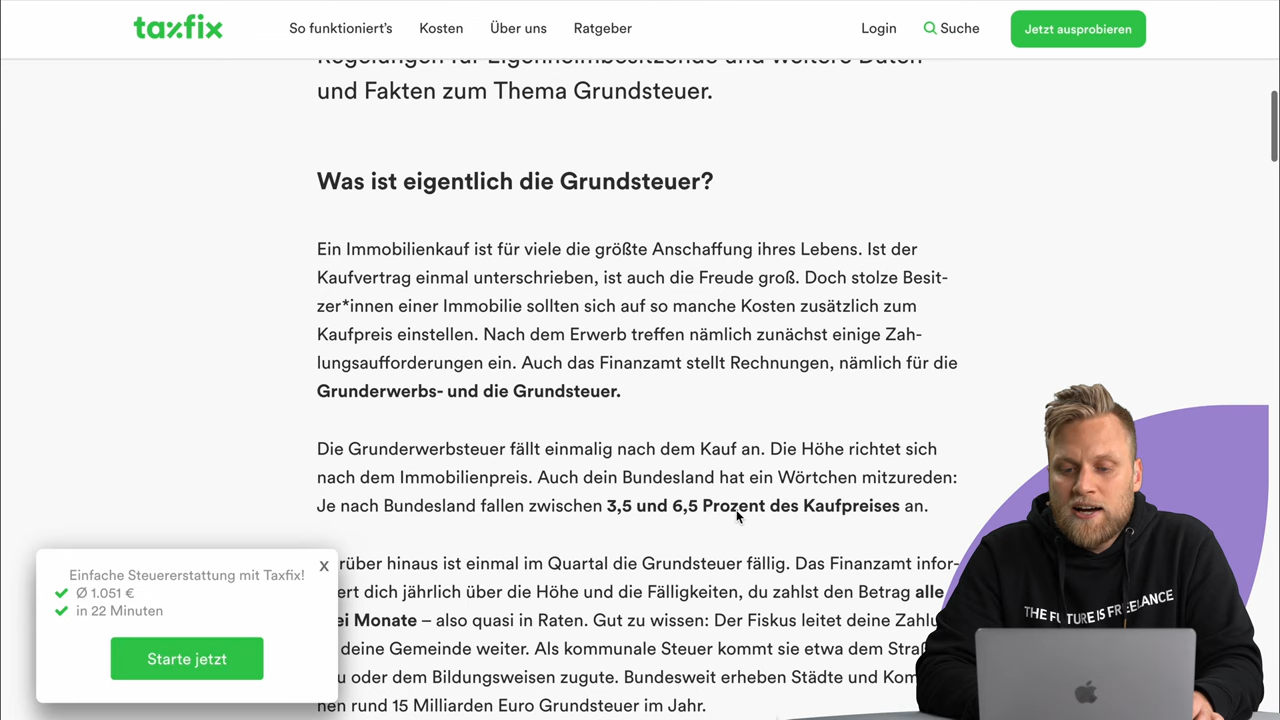 taxfix
So funktioniert's
Kosten
Über uns
Ratgeber
Login
Suche
Jetzt ausprobieren
und Fakten zum Thema Grundsteuer.
Was ist eigentlich die Grundsteuer?
Ein Immobilienkauf ist für viele die größte Anschaffung ihres Lebens. Ist der
Kaufvertrag einmal unterschrieben, ist auch die Freude groß. Doch stolze Besit-
zer*innen einer Immobilie sollten sich auf so manche Kosten zusätzlich zum
Kaufpreis einstellen. Nach dem Erwerb treffen nämlich zunächst einige Zah-
lungsaufforderungen ein. Auch das Finanzamt stellt Rechnungen, nämlich für die
Grunderwerbs- und die Grundsteuer.
Die Grunderwerbsteuer fällt einmalig nach dem Kauf an. Die Höhe richtet sich
nach dem Immobilienpreis. Auch dein Bundesland hat ein Wörtchen mitzureden:
Je nach Bundesland fallen zwischen 3,5 und 6,5 Prozent des Kaufpreises an.
rüber hinaus ist einmal im Quartal die Grundsteuer fällig. Das Finanzamt infor-
ert dich jährlich über die Höhe und die Fälligkeiten, du zahlst den Betrag alle
ei Monate – also quasi in Raten. Gut zu wissen: Der Fiskus leitet deine Zahlu
deine Gemeinde weiter. Als kommunale Steuer kommt sie etwa dem Straß
u oder dem Bildungsweisen zugute. Bundesweit erheben Städte und Kom
nen rund 15 Milliarden Euro Grundsteuer im Jahr.
x
Einfache Steuererstattung mit Taxfix!
Ø 1.051 €
in 22 Minuten
Starte jetzt
THE FUTURE IS FREELANCE